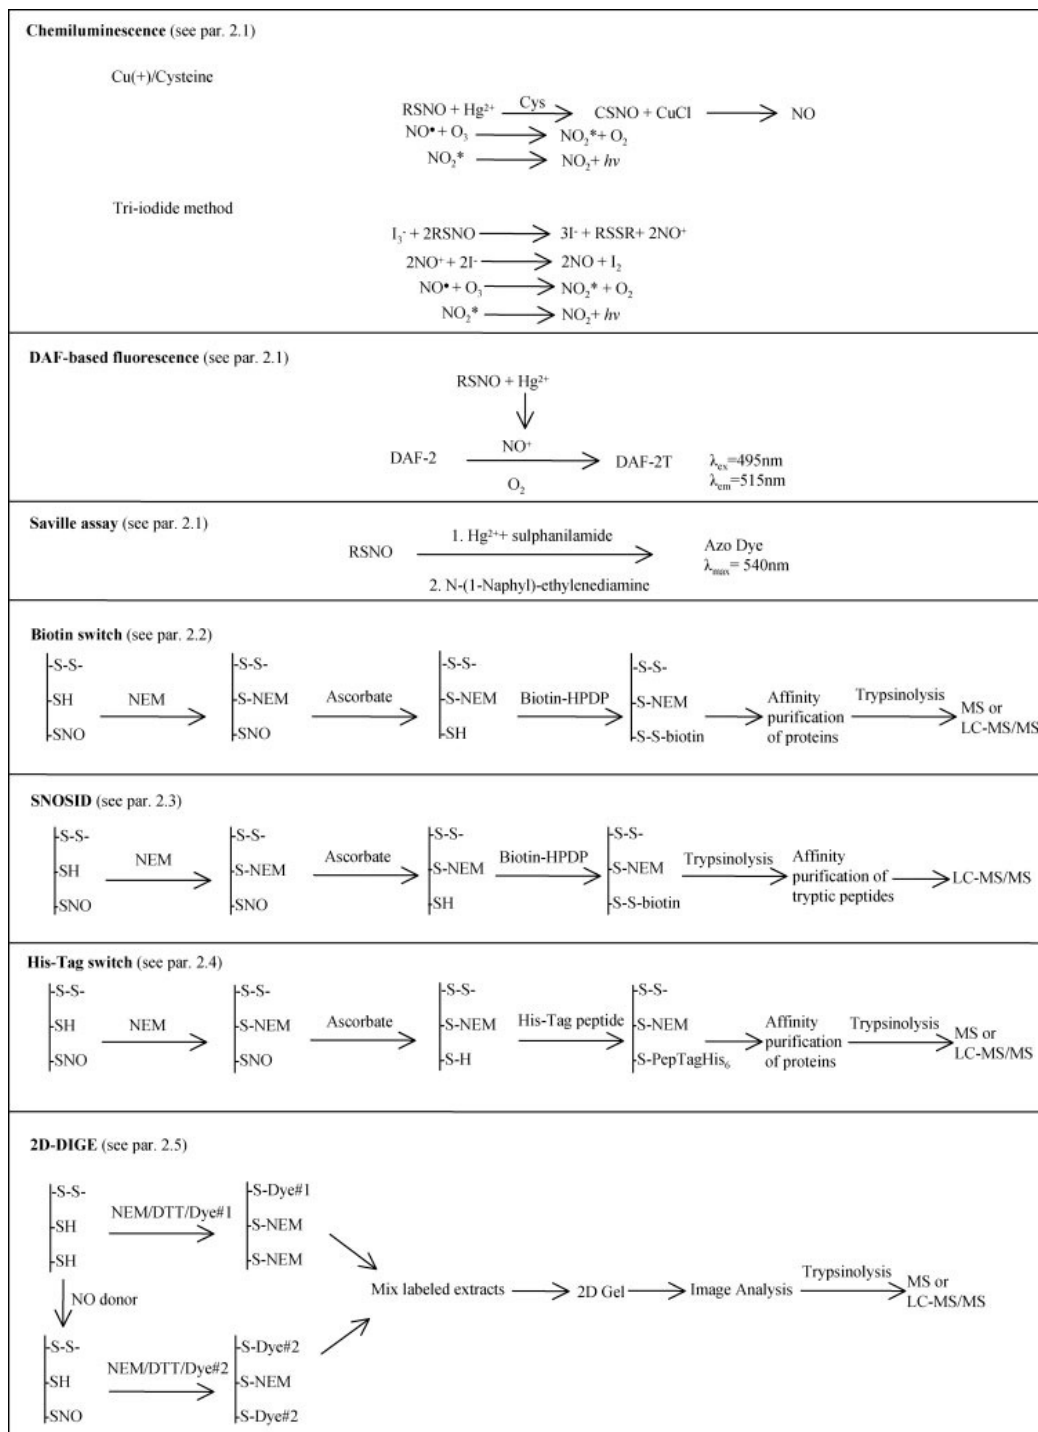 Chemiluminescence (see par. 2.1)
Cu(+)/Cysteine
RSNO + Hg²⁺ Cys CSNO + CuCl NO
NO• + O₃ NO₂*+ O₂
NO₂* NO₂+ hv
Tri-iodide method
I₃⁻ + 2RSNO 3I⁻ + RSSR+ 2NO⁺
2NO⁺ + 2I⁻ 2NO + I₂
NO• + O₃ NO₂* + O₂
NO₂* NO₂+ hv
DAF-based fluorescence (see par. 2.1)
RSNO + Hg²⁺
DAF-2 NO⁺ DAF-2T λex=495nm
O₂ λem=515nm
Saville assay (see par. 2.1)
RSNO 1. Hg²⁺+ sulphanilamide Azo Dye
2. N-(1-Naphyl)-ethylenediamine λmax= 540nm
Biotin switch (see par. 2.2)
-S-S- -S-S- -S-S- -S-S-
-SH NEM -S-NEM Ascorbate -S-NEM Biotin-HPDP -S-NEM Affinity Trypsinolysis MS or
purification LC-MS/MS
-SNO -SNO -SH -S-S-biotin of proteins
SNOSID (see par. 2.3)
-S-S- -S-S- -S-S- -S-S-
-SH NEM -S-NEM Ascorbate -S-NEM Biotin-HPDP -S-NEM Trypsinolysis Affinity
purification of LC-MS/MS
-SNO -SNO -SH -S-S-biotin tryptic peptides
His-Tag switch (see par. 2.4)
-S-S- -S-S- -S-S- -S-S-
-SH NEM -S-NEM Ascorbate -S-NEM His-Tag peptide -S-NEM Affinity Trypsinolysis MS or
purification LC-MS/MS
-SNO -SNO -S-H -S-PepTagHis₆ of proteins
2D-DIGE (see par. 2.5)
-S-S- NEM/DTT/Dye#1 -S-Dye#1
-SH -S-NEM
-SH -S-NEM
NO donor Mix labeled extracts 2D Gel Image Analysis Trypsinolysis MS or
LC-MS/MS
-S-S- NEM/DTT/Dye#2 -S-Dye#2
-SH -S-NEM
-SNO -S-Dye#2